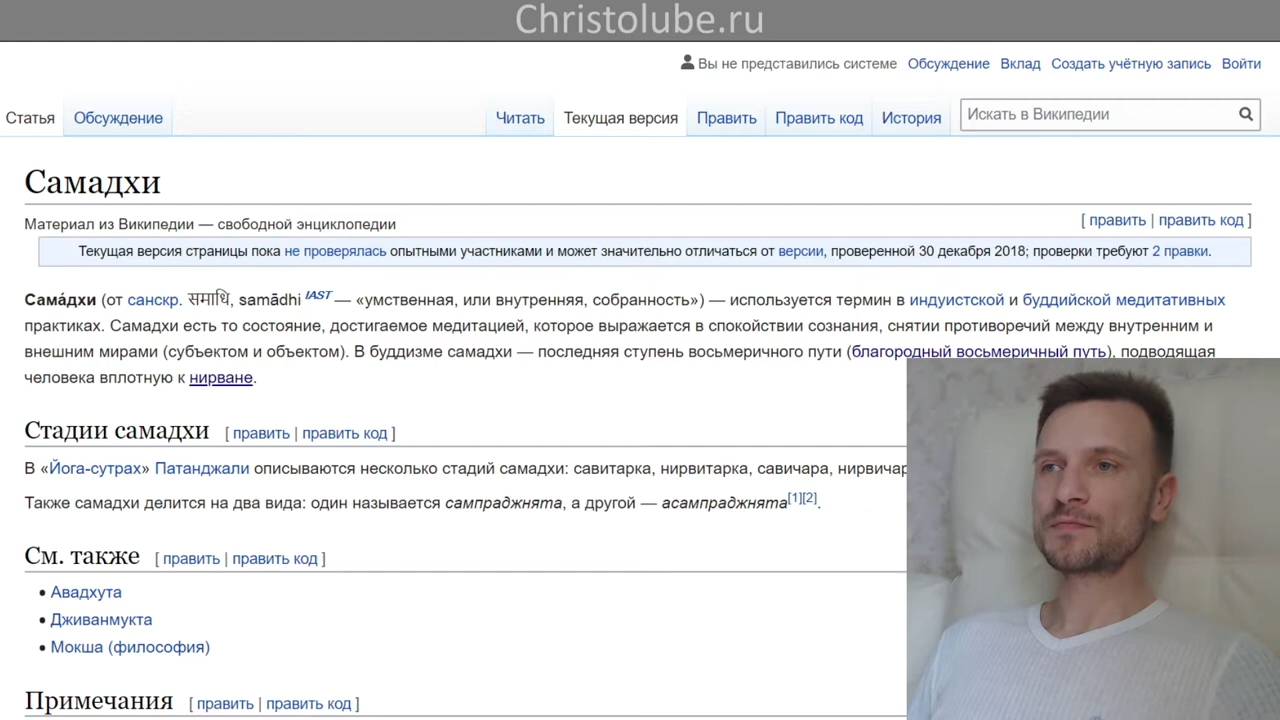 Christolube.ru
Вы не представились системе Обсуждение Вклад Создать учётную запись Войти
Статья Обсуждение Читать Текущая версия Править Править код История Искать в Википедии
Самадхи
Материал из Википедии — свободной энциклопедии [ править | править код ]
Текущая версия страницы пока не проверялась опытными участниками и может значительно отличаться от версии, проверенной 30 декабря 2018; проверки требуют 2 правки.
Сама́дхи (от санскр. समाधि, samādhi IAST — «умственная, или внутренняя, собранность») — используется термин в индуистской и буддийской медитативных
практиках. Самадхи есть то состояние, достигаемое медитацией, которое выражается в спокойствии сознания, снятии противоречий между внутренним и
внешним мирами (субъектом и объектом). В буддизме самадхи — последняя ступень восьмеричного пути (благородный восьмеричный путь), подводящая
человека вплотную к нирване.
Стадии самадхи [ править | править код ]
В «Йога-сутрах» Патанджали описываются несколько стадий самадхи: савитарка, нирвитарка, савичара,
Также самадхи делится на два вида: один называется сампраджнята, а другой — асампраджнята[1][2].
См. также [ править | править код ]
• Авадхута
• Дживанмукта
• Мокша (философия)
Примечания [ править | править код ]